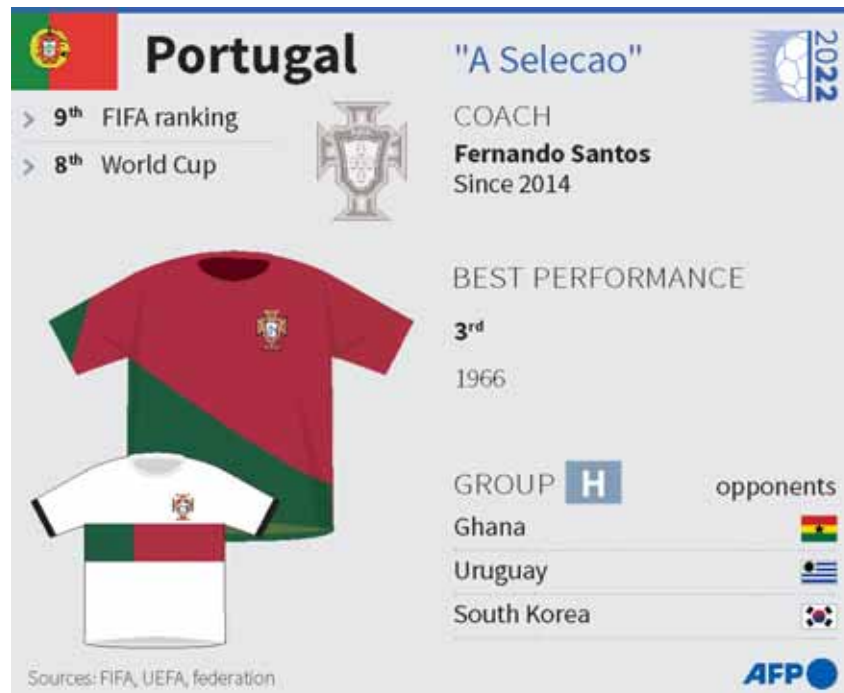 Portugal
"A Selecao"
2022
9th FIFA ranking
8th World Cup
COACH
Fernando Santos
Since 2014
BEST PERFORMANCE
3rd
1966
GROUP H opponents
Ghana
Uruguay
South Korea
Sources: FIFA, UEFA, federation
AFP